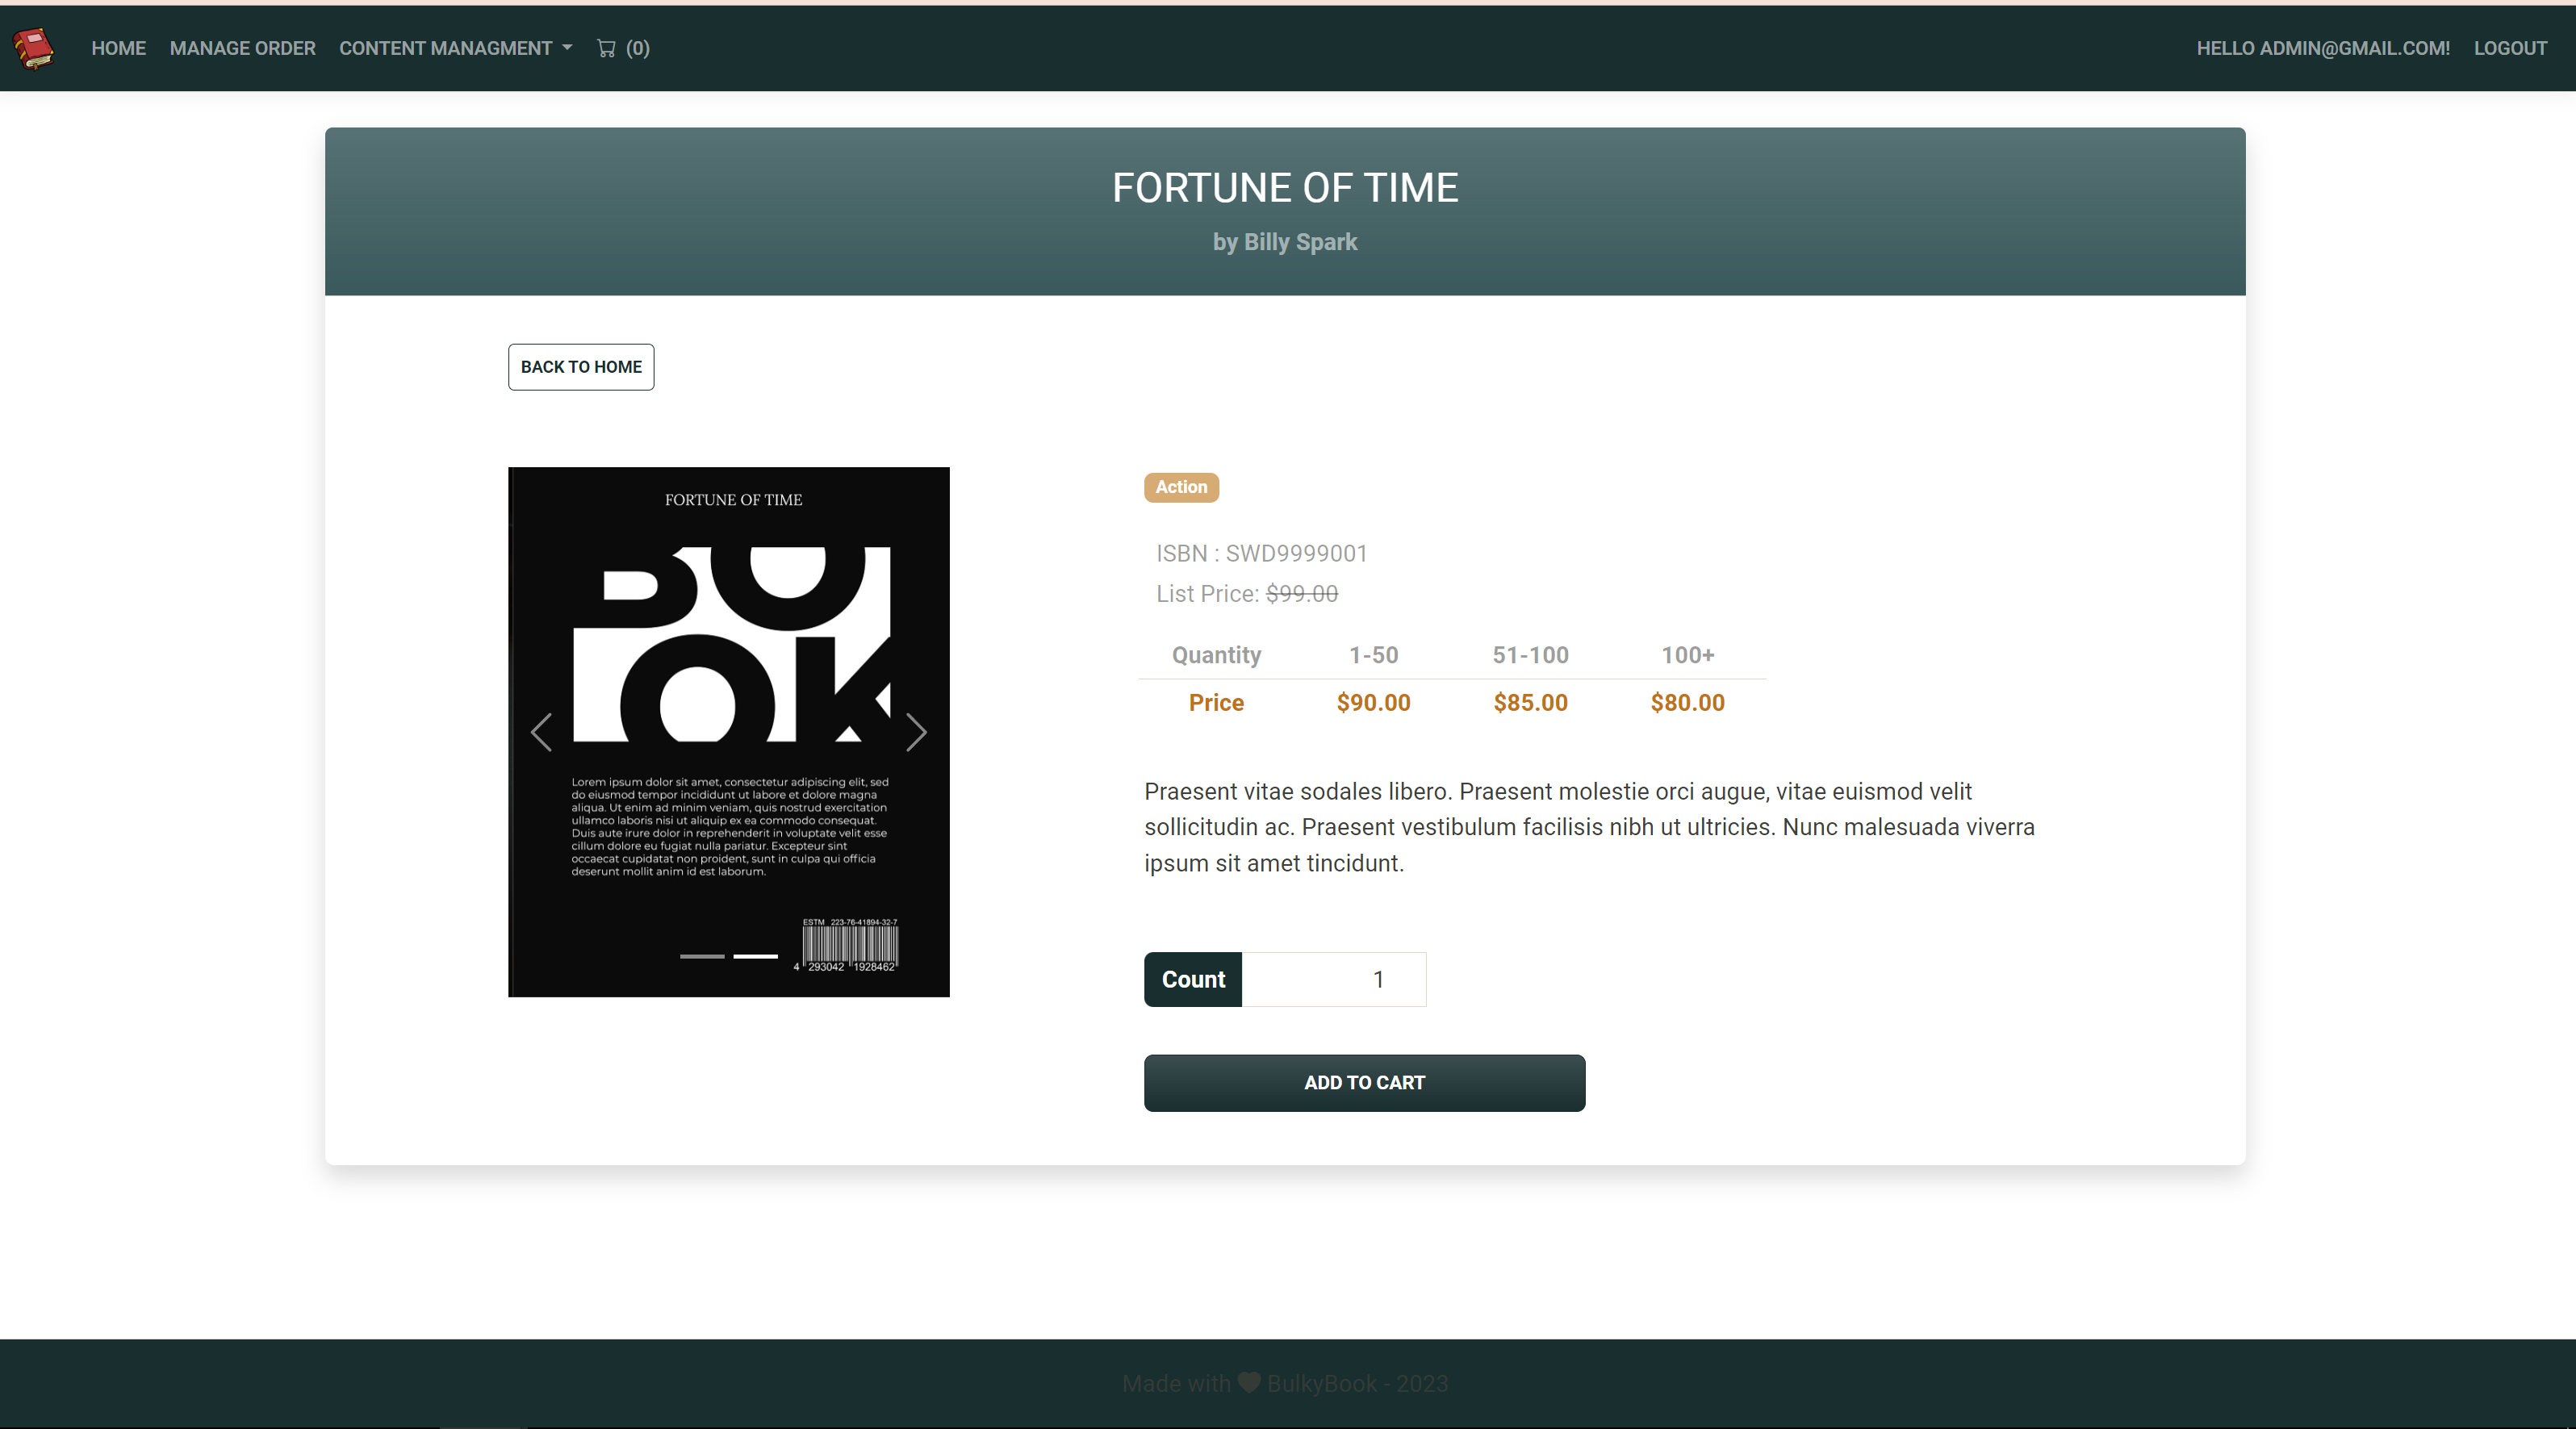 HOME MANAGE ORDER CONTENT MANAGMENT (0) HELLO ADMIN@GMAIL.COM! LOGOUT
FORTUNE OF TIME
by Billy Spark
BACK TO HOME
FORTUNE OF TIME
BO
OK
Lorem ipsum dolor sit amet, consectetur adipiscing elit, sed
do eiusmod tempor incididunt ut labore et dolore magna
aliqua. Ut enim ad minim veniam, quis nostrud exercitation
ullamco laboris nisi ut aliquip ex ea commodo consequat.
Duis aute irure dolor in reprehenderit in voluptate velit esse
cillum dolore eu fugiat nulla pariatur. Excepteur sint
occaecat cupidatat non proident, sunt in culpa qui officia
deserunt mollit anim id est laborum.
ESTM 223-76-41894-32-7
4 293042 1928462
Action
ISBN : SWD9999001
List Price: $99.00
Quantity 1-50 51-100 100+
Price $90.00 $85.00 $80.00
Praesent vitae sodales libero. Praesent molestie orci augue, vitae euismod velit
sollicitudin ac. Praesent vestibulum facilisis nibh ut ultricies. Nunc malesuada viverra
ipsum sit amet tincidunt.
Count 1
ADD TO CART
Made with BulkyBook - 2023